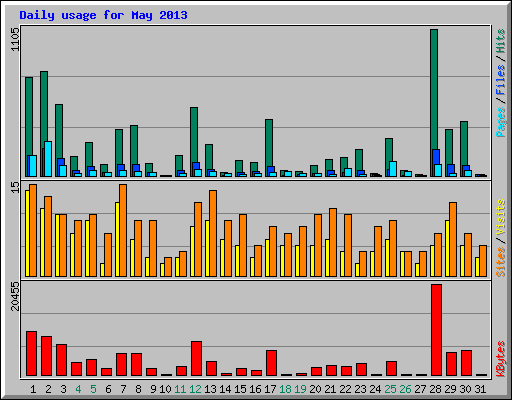 Daily usage for May 2013
1105
Pages / Files / Hits
15
Sites / Visits
20455
KBytes
1 2 3 4 5 6 7 8 9 10 11 12 13 14 15 16 17 18 19 20 21 22 23 24 25 26 27 28 29 30 31